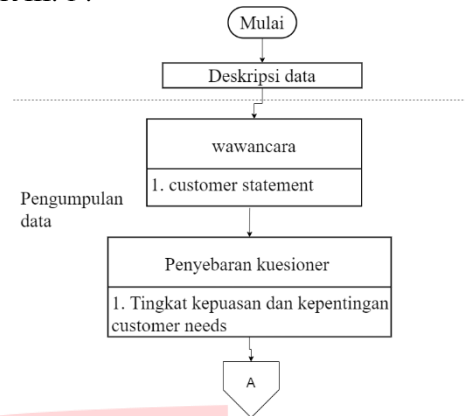 Mulai
Deskripsi data
wawancara
1. customer statement
Pengumpulan
data
Penyebaran kuesioner
1. Tingkat kepuasan dan kepentingan
customer needs
A